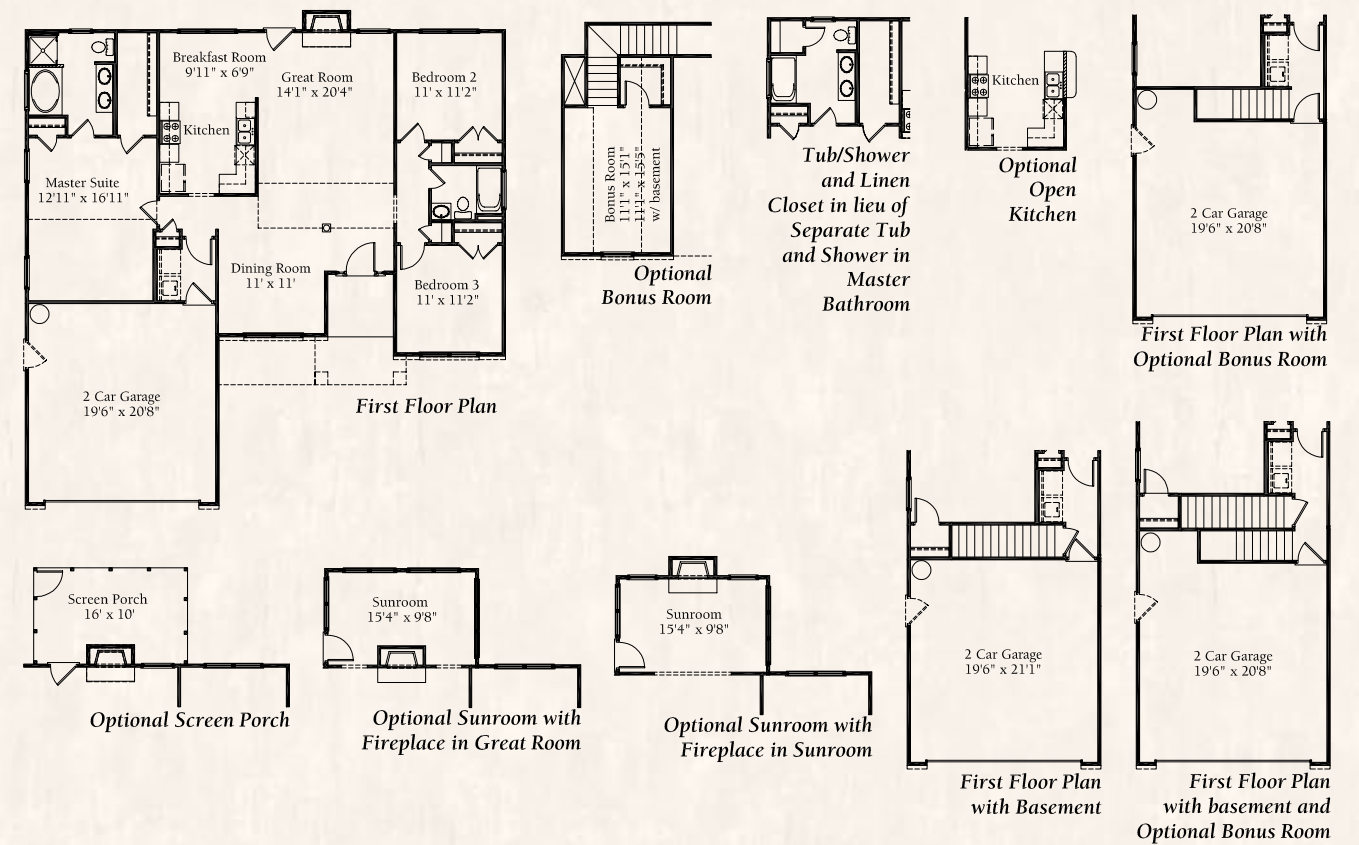 Breakfast Room
9'11" x 6'9"
Great Room
14'1" x 20'4"
Bedroom 2
11' x 11'2"
Kitchen
Master Suite
12'11" x 16'11"
Dining Room
11' x 11'
Bedroom 3
11' x 11'2"
2 Car Garage
19'6" x 20'8"
First Floor Plan
Bonus Room
11'1" x 15'1"
11'1" x 15'5"
w/ basement
Optional
Bonus Room
Tub/Shower
and Linen
Closet in lieu of
Separate Tub
and Shower in
Master
Bathroom
Kitchen
Optional
Open
Kitchen
2 Car Garage
19'6" x 20'8"
First Floor Plan with
Optional Bonus Room
Screen Porch
16' x 10'
Optional Screen Porch
Sunroom
15'4" x 9'8"
Optional Sunroom with
Fireplace in Great Room
Sunroom
15'4" x 9'8"
Optional Sunroom with
Fireplace in Sunroom
2 Car Garage
19'6" x 21'1"
First Floor Plan
with Basement
2 Car Garage
19'6" x 20'8"
First Floor Plan
with basement and
Optional Bonus Room